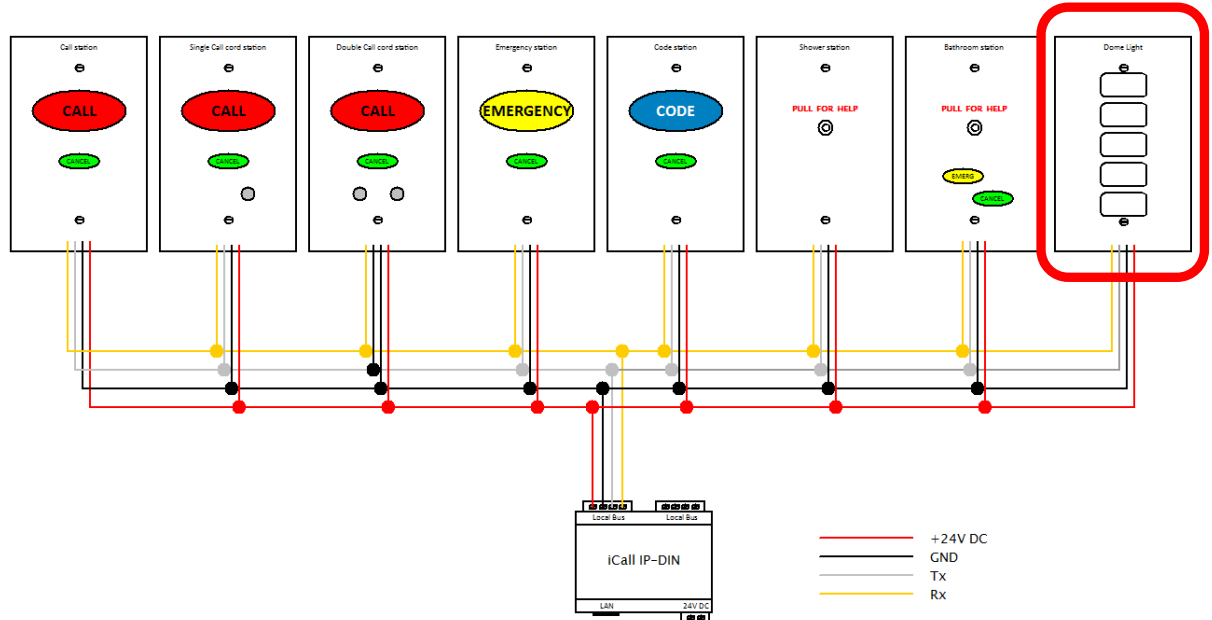 Call station
Single Call cord station
Double Call cord station
Emergency station
Code station
Shower station
Bathroom station
Dome Light
CALL
CALL
CALL
EMERGENCY
CODE
PULL FOR HELP
PULL FOR HELP
CANCEL
CANCEL
CANCEL
CANCEL
CANCEL
EMERG
CANCEL
Local Bus
Local Bus
iCall IP-DIN
LAN
24V DC
+24V DC
GND
Tx
Rx